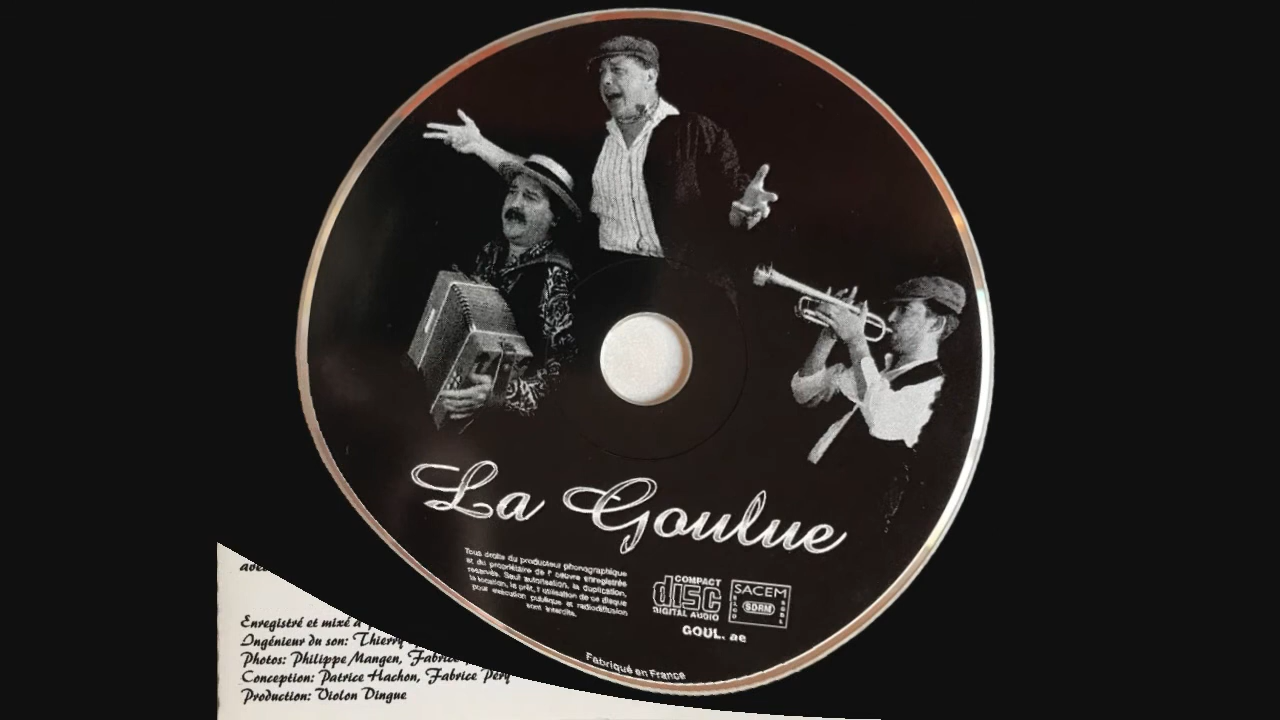 La Goulue
Tous droits du producteur phonographique
et du propriétaire de l' oeuvre enregistrés
reservés. Sauf autorisation, la duplication,
la location, le prêt, l' utilisation de ce disque
pour exécution publique et radiodiffusion
sont interdits.
COMPACT
disc
DIGITAL AUDIO
SACEM
SDRM
GOUL. ae
Fabriqué en France
Enregistré et mixé à
Ingénieur du son: Thierry
Photos: Philippe Mangen, Fabrice
Conception: Patrice Hachon, Fabrice
Production: Violon Dingue